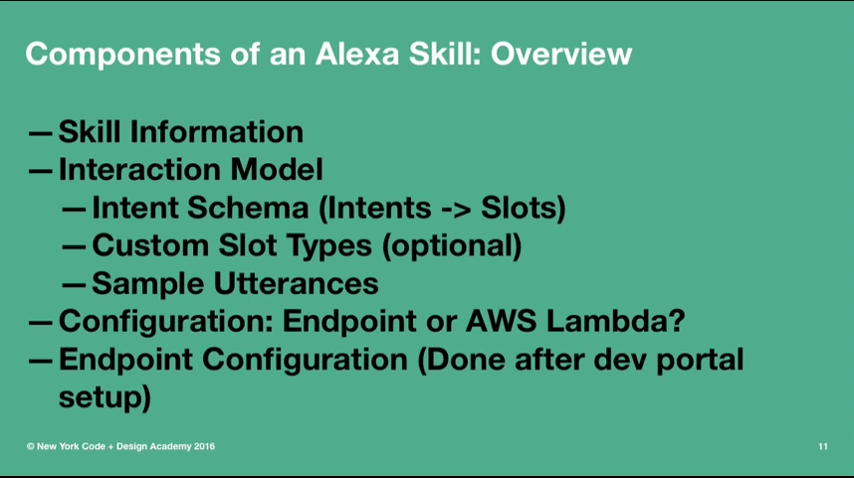 Components of an Alexa Skill: Overview
— Skill Information
— Interaction Model
— Intent Schema (Intents -> Slots)
— Custom Slot Types (optional)
— Sample Utterances
— Configuration: Endpoint or AWS Lambda?
— Endpoint Configuration (Done after dev portal
setup)
© New York Code + Design Academy 2016
11